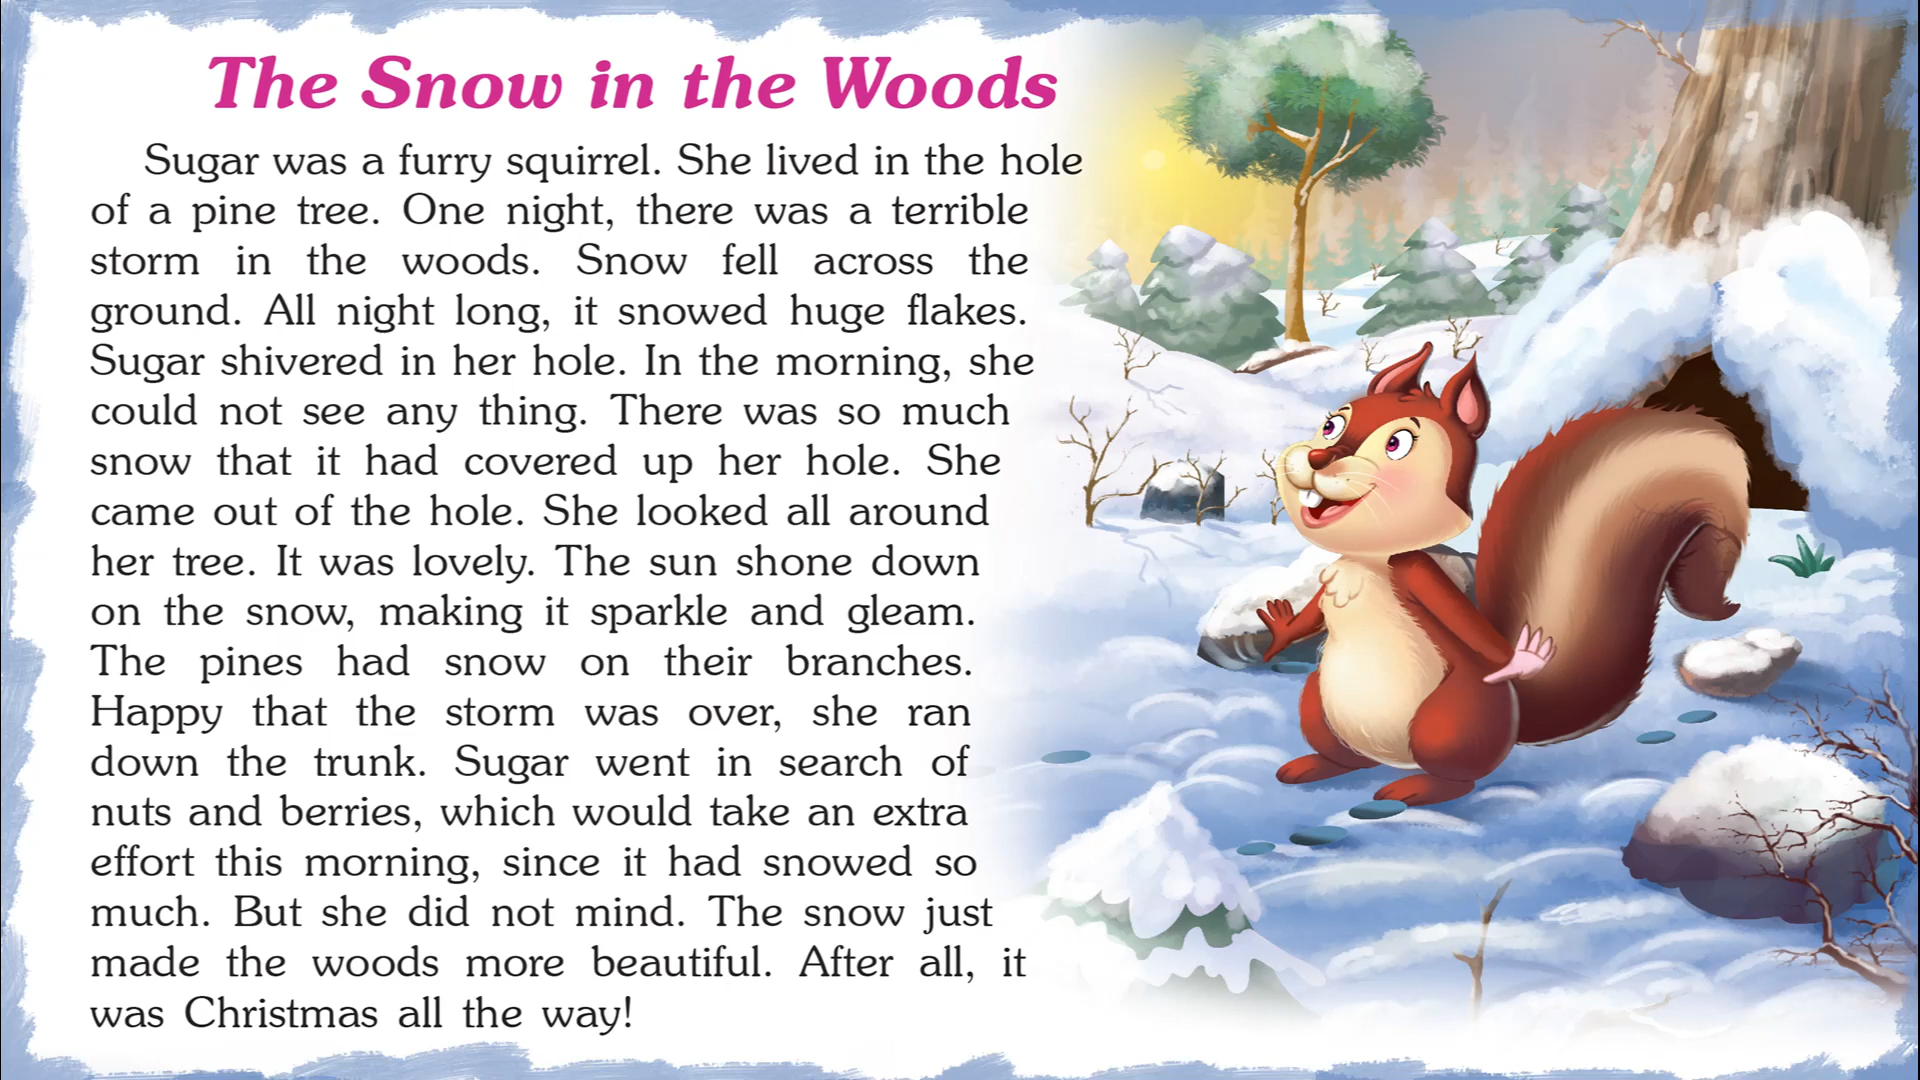 The Snow in the Woods
Sugar was a furry squirrel. She lived in the hole
of a pine tree. One night, there was a terrible
storm in the woods. Snow fell across the
ground. All night long, it snowed huge flakes.
Sugar shivered in her hole. In the morning, she
could not see any thing. There was so much
snow that it had covered up her hole. She
came out of the hole. She looked all around
her tree. It was lovely. The sun shone down
on the snow, making it sparkle and gleam.
The pines had snow on their branches.
Happy that the storm was over, she ran
down the trunk. Sugar went in search of
nuts and berries, which would take an extra
effort this morning, since it had snowed so
much. But she did not mind. The snow just
made the woods more beautiful. After all, it
was Christmas all the way!